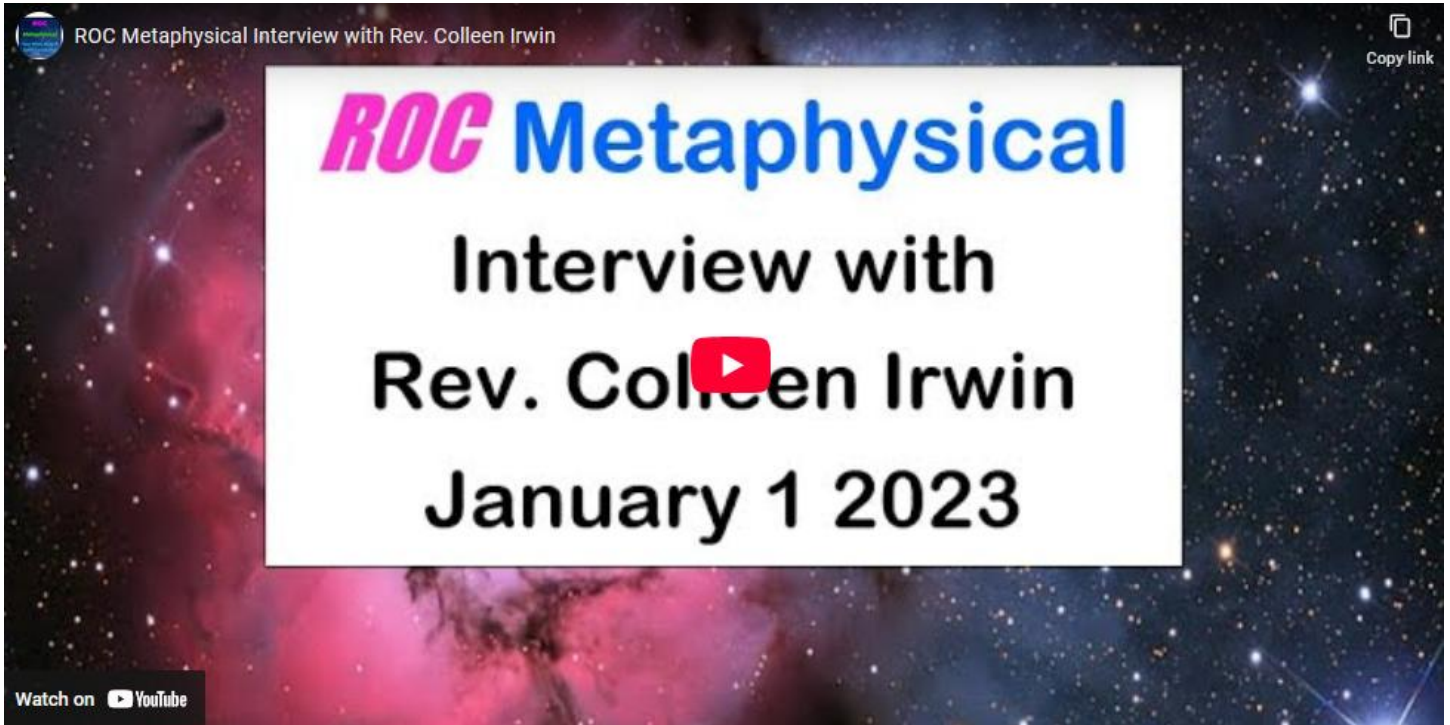 ROC Metaphysical Interview with Rev. Colleen Irwin
Copy link
ROC Metaphysical
Interview with
Rev. Colleen Irwin
January 1 2023
Watch on YouTube